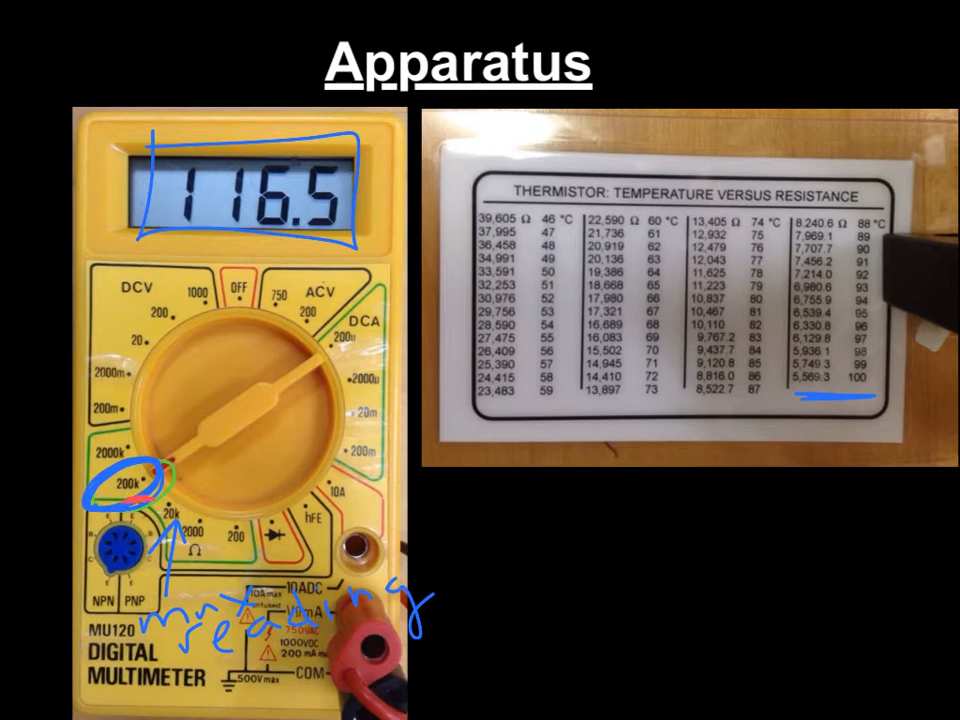 Apparatus
116.5
DCV
1000
OFF
750
ACV
200
200
DCA
20
200u
2000m
2000u
200m
20m
2000k
200m
200k
10A
20k
hFE
2000
200
Ω
NPN PNP
10ADC
VΩmA
750VAC
1000VDC
200 mA
COM
500Vmax
MU120
DIGITAL
MULTIMETER
reading
THERMISTOR: TEMPERATURE VERSUS RESISTANCE
39,605 Ω 46 °C 22,590 Ω 60 °C 13,405 Ω 74 °C 8.240.6 Ω 88 °C
37,995 47 21,736 61 12,932 75 7,969.1 89
36,458 48 20,919 62 12,479 76 7,707.7 90
34,991 49 20,136 63 12,043 77 7,456.2 91
33,591 50 19,386 64 11,625 78 7,214.0 92
32,253 51 18,668 65 11,223 79 6,980.6 93
30,976 52 17,980 66 10,837 80 6,755.9 94
29,756 53 17,321 67 10,467 81 6,539.4 95
28,590 54 16,689 68 10,110 82 6,330.8 96
27,475 55 16,083 69 9,767.2 83 6,129.8 97
26,409 56 15,502 70 9,437.7 84 5,936.1 98
25,390 57 14,945 71 9,120.8 85 5,749.3 99
24,415 58 14,410 72 8,816.0 86 5,569.3 100
23,483 59 13,897 73 8,522.7 87